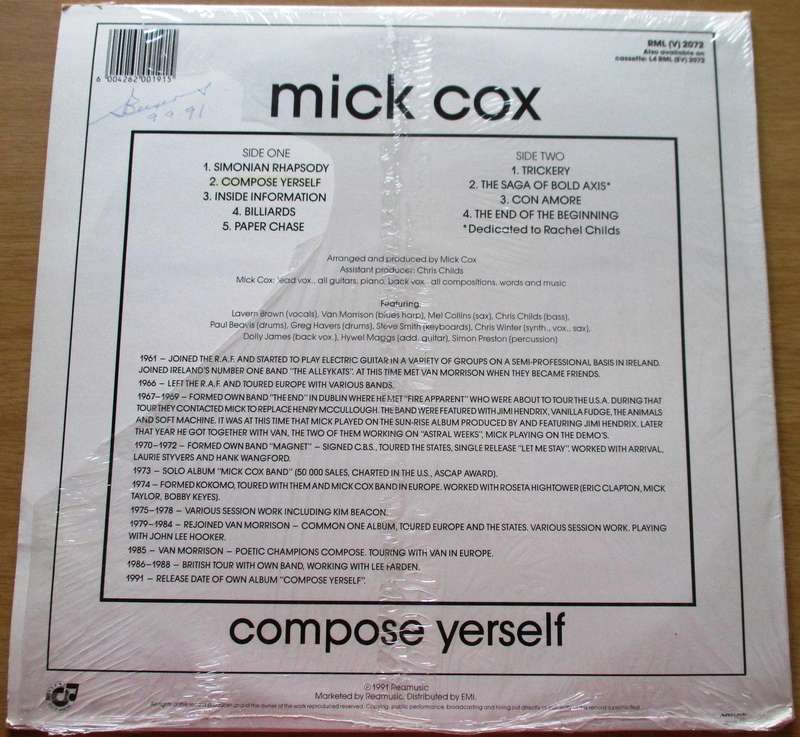 RML (V) 2072
Also available on
cassette: L4 RML (EV) 2072
6 004262 001915
9 9 91
mick cox
SIDE ONE
1. SIMONIAN RHAPSODY
2. COMPOSE YERSELF
3. INSIDE INFORMATION
4. BILLIARDS
5. PAPER CHASE
SIDE TWO
1. TRICKERY
2. THE SAGA OF BOLD AXIS*
3. CON AMORE
4. THE END OF THE BEGINNING
*Dedicated to Rachel Childs
Arranged and produced by Mick Cox
Assistant producer: Chris Childs
Mick Cox: lead vox., all guitars, piano, back vox. all compositions, words and music
Featuring:
Lavern Brown (vocals), Van Morrison (blues harp), Mel Collins (sax), Chris Childs (bass),
Paul Beavis (drums), Greg Havers (drums), Steve Smith (keyboards), Chris Winter (synth., vox., sax),
Dolly James (back vox.), Hywel Maggs (add. guitar), Simon Preston (percussion)
1961 – JOINED THE R.A.F. AND STARTED TO PLAY ELECTRIC GUITAR IN A VARIETY OF GROUPS ON A SEMI-PROFESSIONAL BASIS IN IRELAND.
JOINED IRELAND'S NUMBER ONE BAND "THE ALLEYKATS". AT THIS TIME MET VAN MORRISON WHEN THEY BECAME FRIENDS.
1966 – LEFT THE R.A.F. AND TOURED EUROPE WITH VARIOUS BANDS.
1967–1969 – FORMED OWN BAND "THE END" IN DUBLIN WHERE HE MET "FIRE APPARENT" WHO WERE ABOUT TO TOUR THE U.S.A. DURING THAT
TOUR THEY CONTACTED MICK TO REPLACE HENRY MCCULLOUGH. THE BAND WERE FEATURED WITH JIMI HENDRIX, VANILLA FUDGE, THE ANIMALS
AND SOFT MACHINE. IT WAS AT THIS TIME THAT MICK PLAYED ON THE SUN-RISE ALBUM PRODUCED BY AND FEATURING JIMI HENDRIX. LATER
THAT YEAR HE GOT TOGETHER WITH VAN, THE TWO OF THEM WORKING ON "ASTRAL WEEKS", MICK PLAYING ON THE DEMO'S.
1970–1972 – FORMED OWN BAND "MAGNET" – SIGNED C.B.S., TOURED THE STATES, SINGLE RELEASE "LET ME STAY". WORKED WITH ARRIVAL,
LAURIE STYVERS AND HANK WANGFORD.
1973 – SOLO ALBUM "MICK COX BAND" (50 000 SALES, CHARTED IN THE U.S., ASCAP AWARD).
1974 – FORMED KOKOMO, TOURED WITH THEM AND MICK COX BAND IN EUROPE. WORKED WITH ROSETA HIGHTOWER (ERIC CLAPTON, MICK
TAYLOR, BOBBY KEYES).
1975–1978 – VARIOUS SESSION WORK INCLUDING KIM BEACON.
1979–1984 – REJOINED VAN MORRISON – COMMON ONE ALBUM, TOURED EUROPE AND THE STATES. VARIOUS SESSION WORK. PLAYING
WITH JOHN LEE HOOKER.
1985 – VAN MORRISON – POETIC CHAMPIONS COMPOSE. TOURING WITH VAN IN EUROPE.
1986–1988 – BRITISH TOUR WITH OWN BAND, WORKING WITH LEE FARDEN.
1991 – RELEASE DATE OF OWN ALBUM "COMPOSE YERSELF".
compose yerself
© 1991 Reamusic
Marketed by Reamusic. Distributed by EMI.